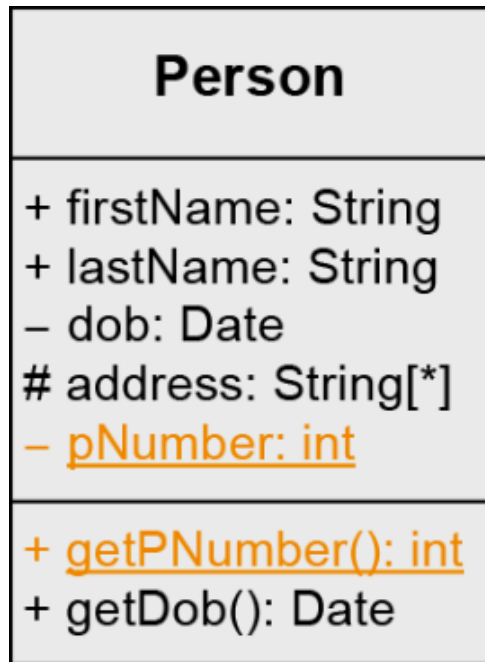 Person
+ firstName: String
+ lastName: String
− dob: Date
# address: String[*]
− pNumber: int
+ getPNumber(): int
+ getDob(): Date